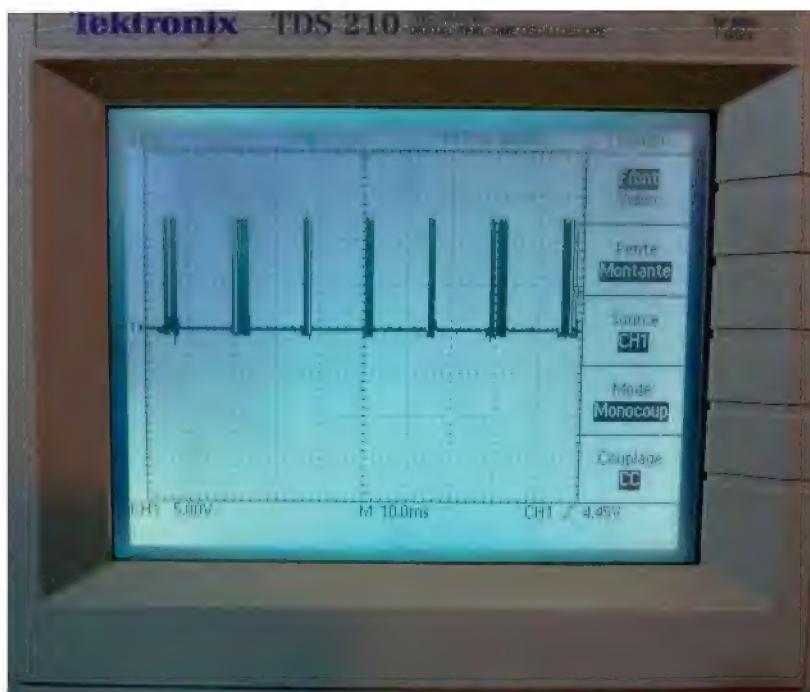 Tektronix TDS 210
Front
Vidéo
Pente
Montante
Source
CH1
Mode
Monocoup
Couplage
CC
CH1 5.00V M 10.0ms CH1 4.45V